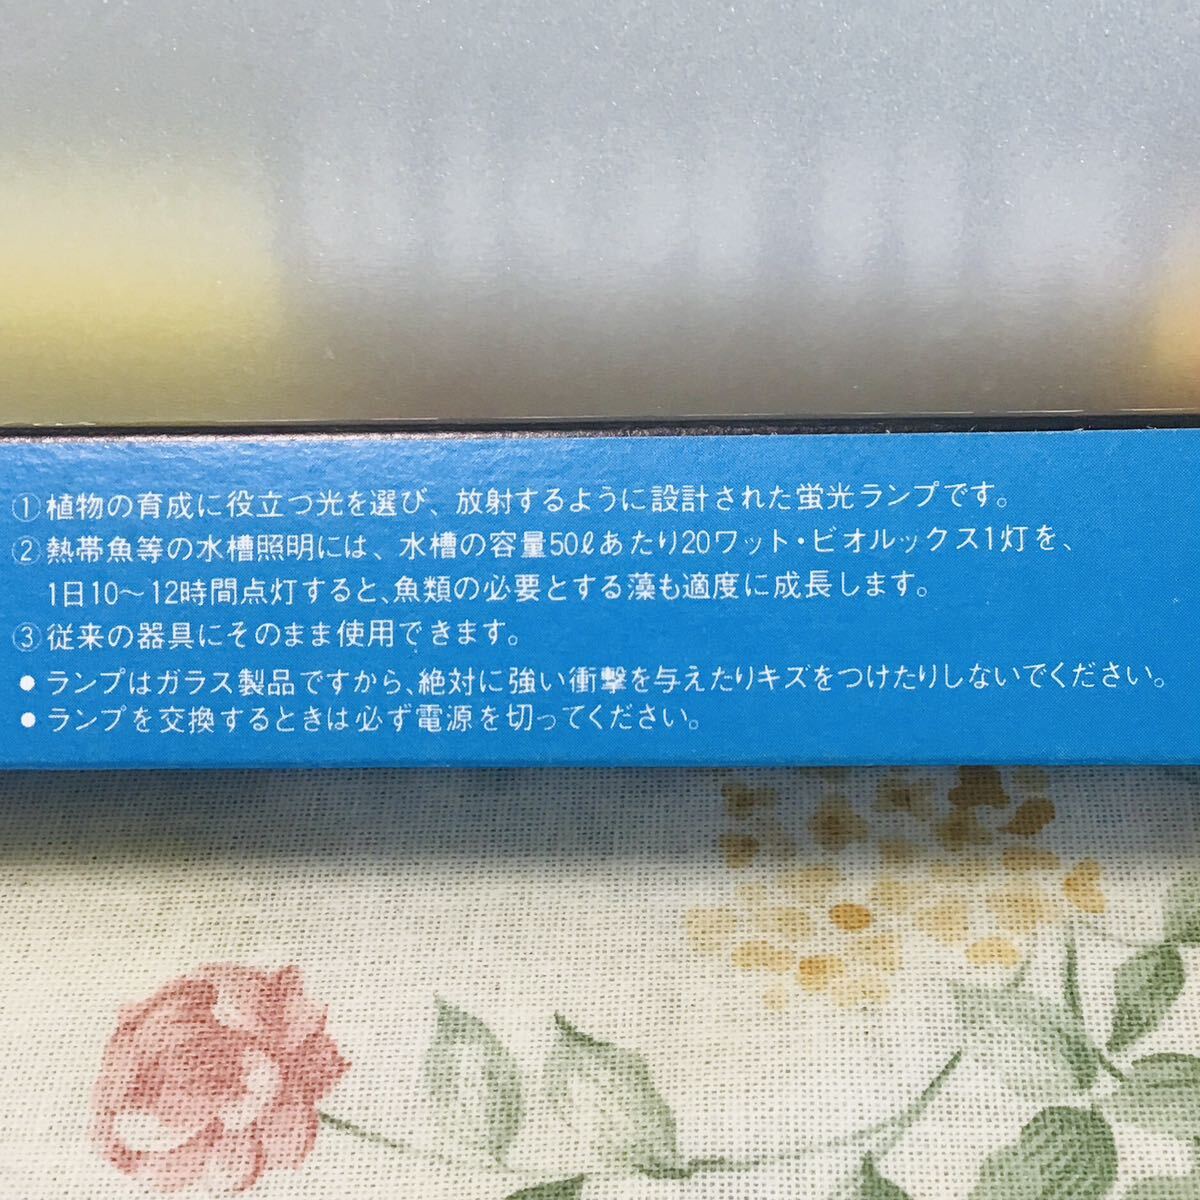 ①植物の育成に役立つ光を選び、放射するように設計された蛍光ランプです。
②熱帯魚等の水槽照明には、水槽の容量50ℓあたり20ワット・ビオルックス1灯を、
1日10〜12時間点灯すると、魚類の必要とする藻も適度に成長します。
③従来の器具にそのまま使用できます。
●ランプはガラス製品ですから、絶対に強い衝撃を与えたりキズをつけたりしないでください。
●ランプを交換するときは必ず電源を切ってください。